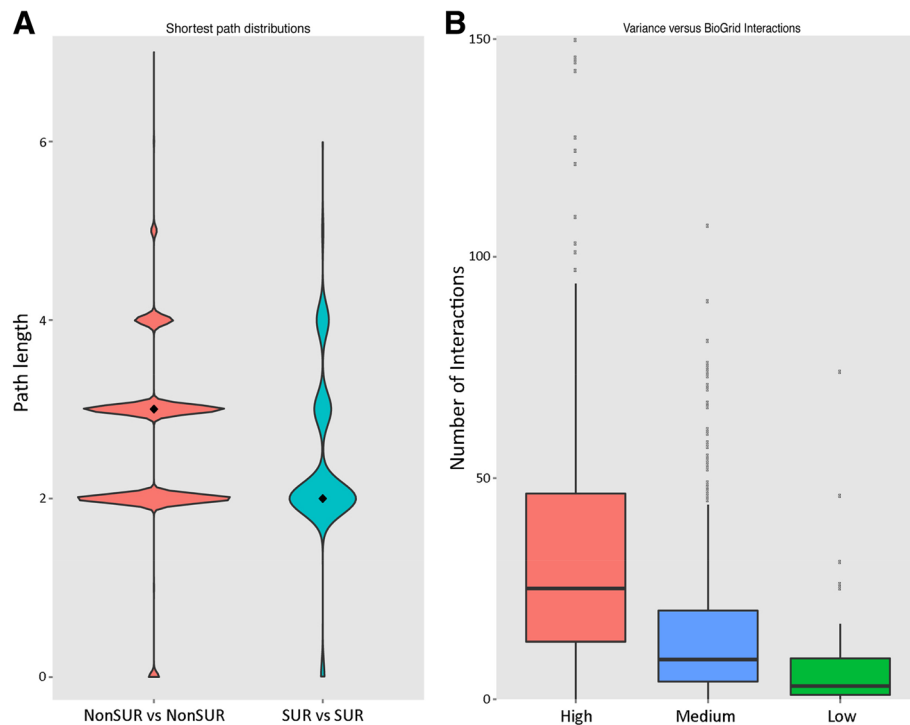 A
Shortest path distributions
Path length
6
4
2
0
NonSUR vs NonSUR
SUR vs SUR
B
Variance versus BioGrid Interactions
Number of Interactions
150
100
50
0
High
Medium
Low